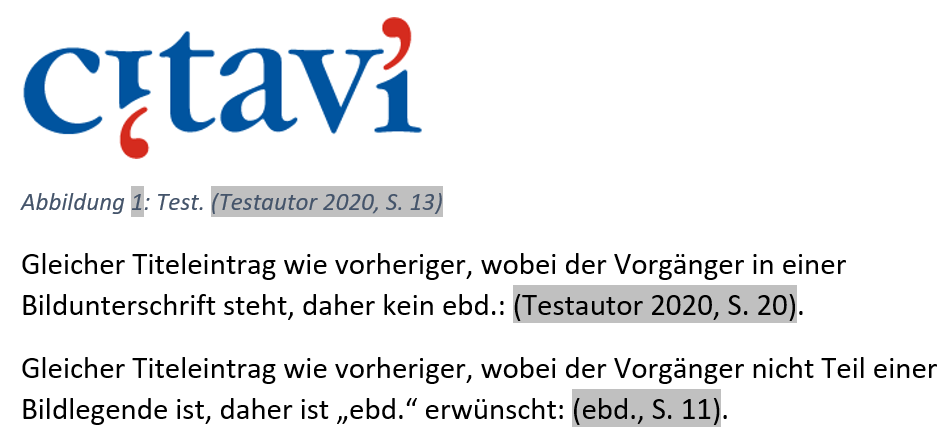 citavi
Abbildung 1: Test. (Testautor 2020, S. 13)
Gleicher Titeleintrag wie vorheriger, wobei der Vorgänger in einer
Bildunterschrift steht, daher kein ebd.: (Testautor 2020, S. 20).
Gleicher Titeleintrag wie vorheriger, wobei der Vorgänger nicht Teil einer
Bildlegende ist, daher ist „ebd.“ erwünscht: (ebd., S. 11).